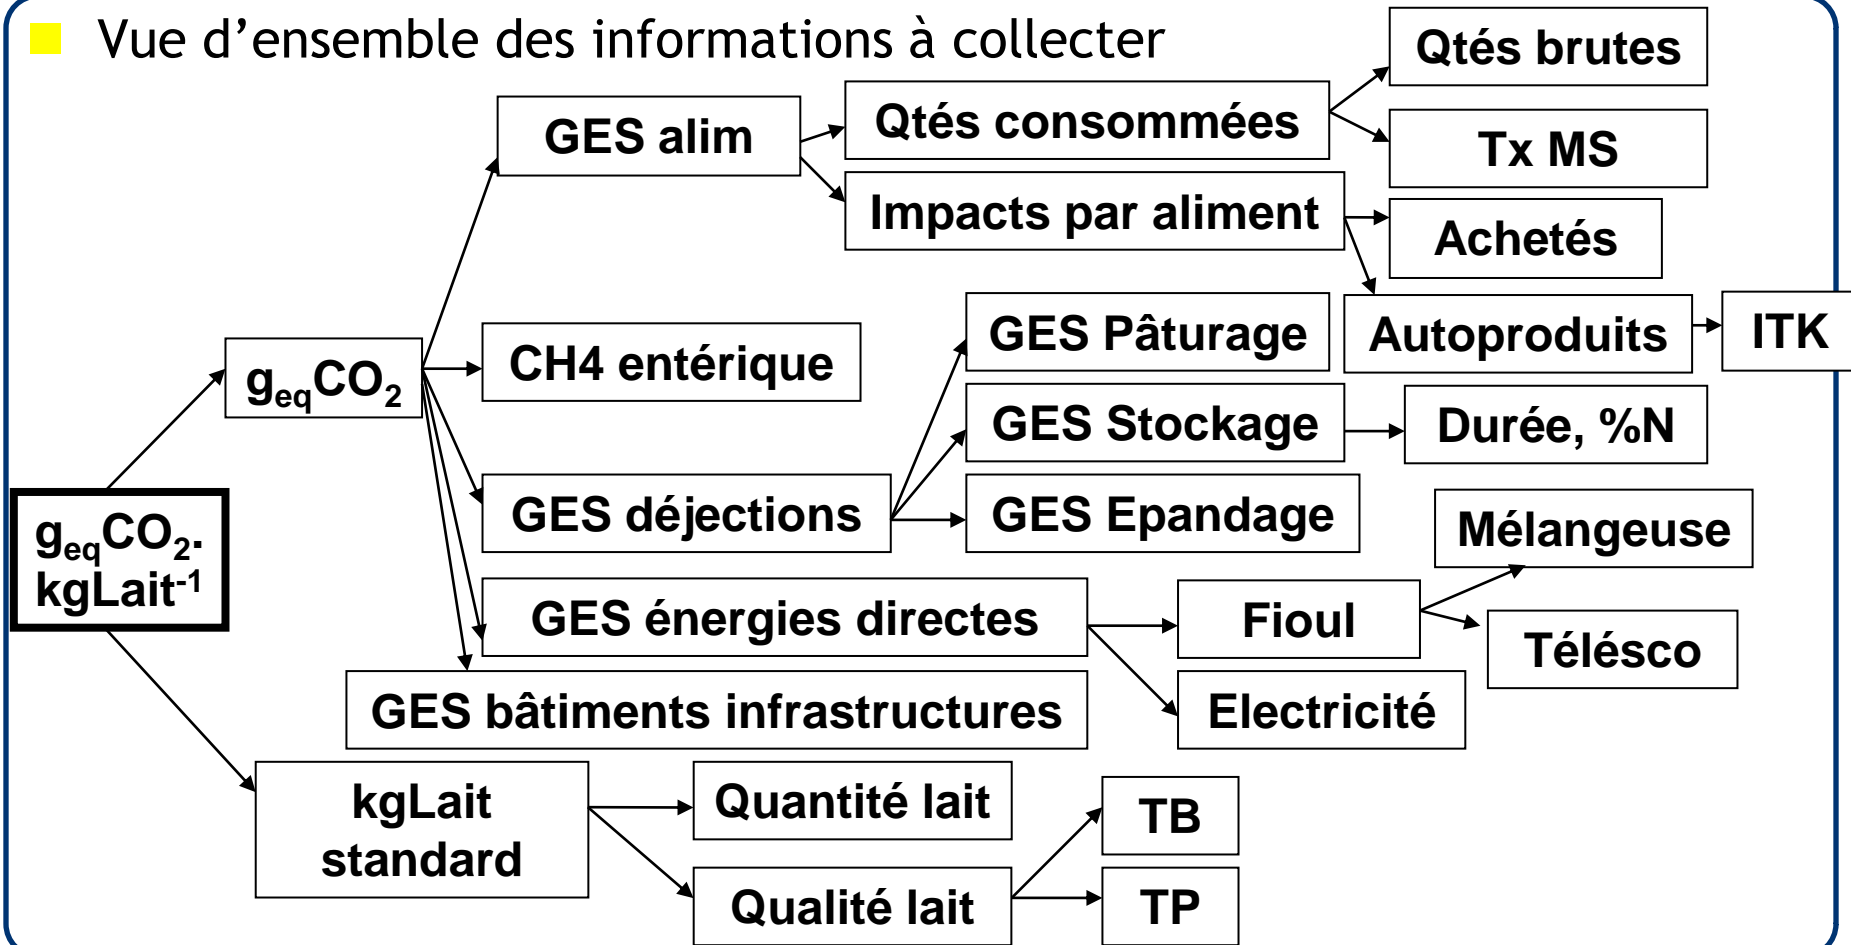 Vue d’ensemble des informations à collecter
Qtés brutes
GES alim
Qtés consommées
Tx MS
Impacts par aliment
Achetés
GES Pâturage
Autoproduits
ITK
geqCO2
CH4 entérique
GES Stockage
Durée, %N
GES déjections
GES Epandage
Mélangeuse
geqCO2.
kgLait-1
GES énergies directes
Fioul
Télésco
GES bâtiments infrastructures
Electricité
kgLait
standard
Quantité lait
TB
Qualité lait
TP